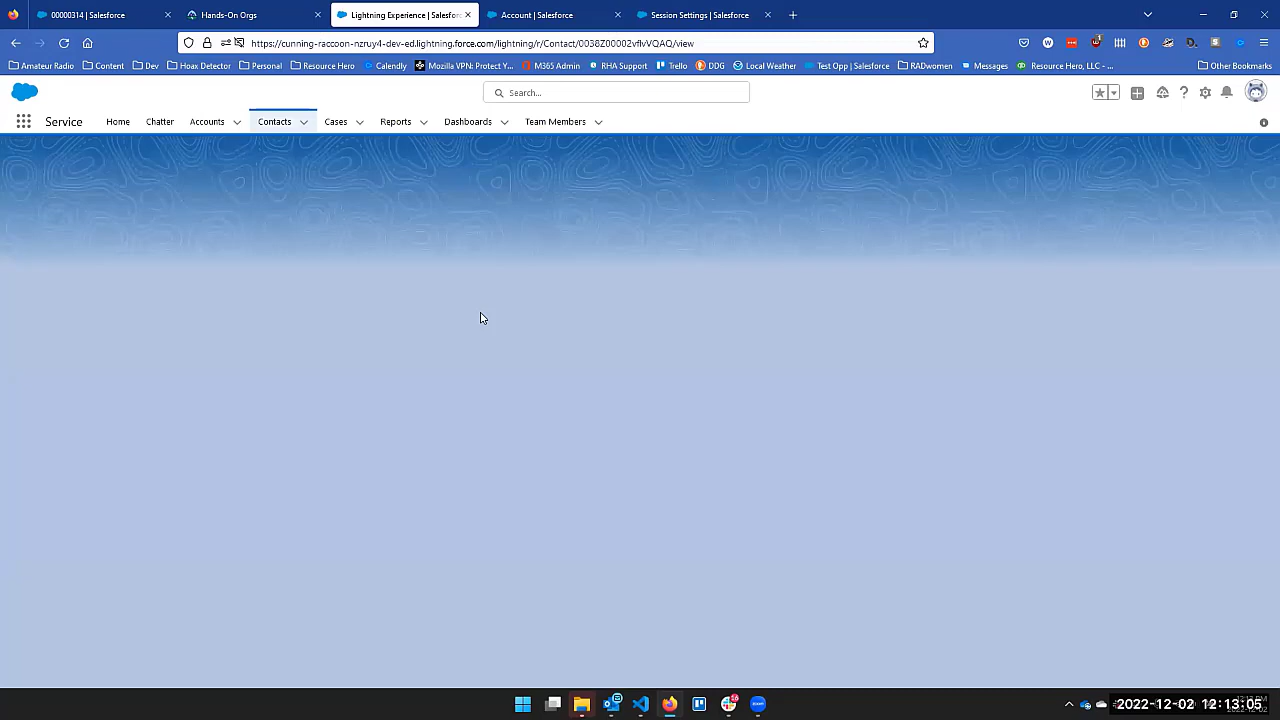 00000314 | Salesforce
Hands-On Orgs
Lightning Experience | Salesforc
Account | Salesforce
Session Settings | Salesforce
https://cunning-raccoon-nzruy4-dev-ed.lightning.force.com/lightning/r/Contact/0038Z00002vflvVQAQ/view
Amateur Radio Content Dev Hoax Detector Personal Resource Hero Calendly Mozilla VPN: Protect Y... M365 Admin RHA Support Trello DDG Local Weather Test Opp | Salesforce RADwomen Messages Resource Hero, LLC - ... Other Bookmarks
Search...
Service Home Chatter Accounts Contacts Cases Reports Dashboards Team Members
2022-12-02 12:13:05